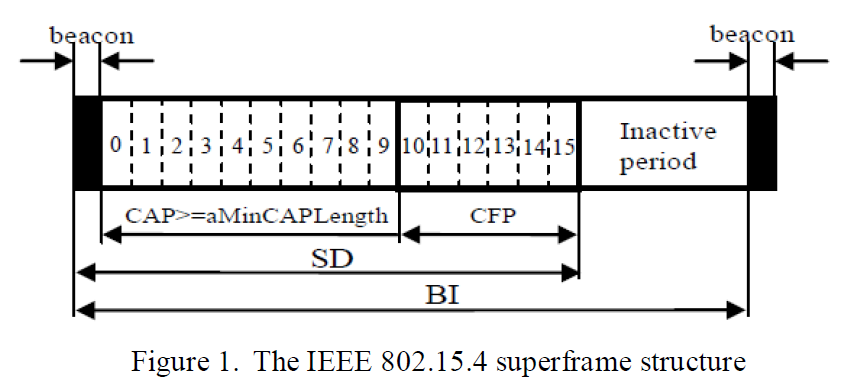 beacon beacon
0 1 2 3 4 5 6 7 8 9 10 11 12 13 14 15 Inactive period
CAP>=aMinCAPLength CFP
SD
BI
Figure 1. The IEEE 802.15.4 superframe structure